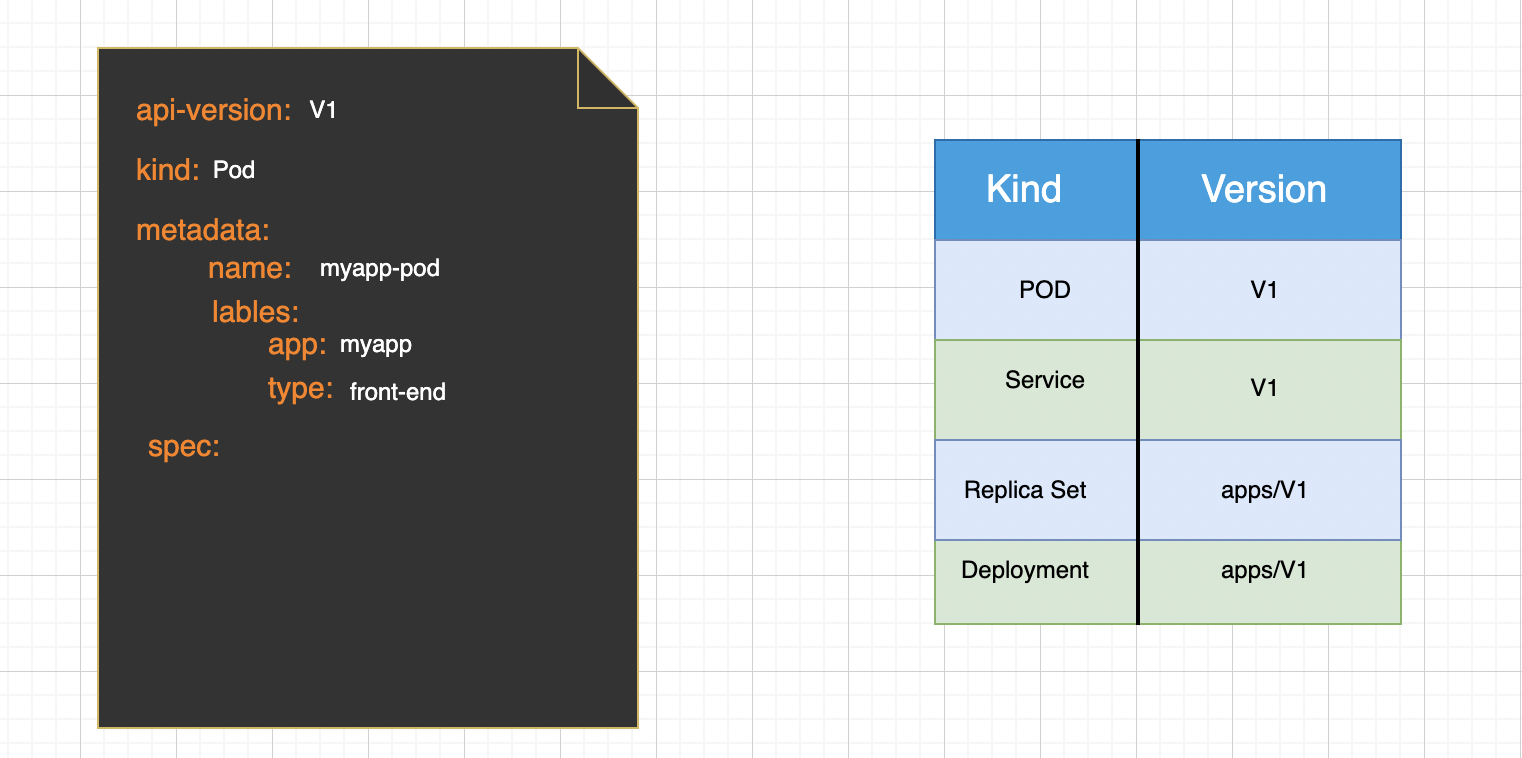 api-version: V1
kind: Pod
metadata:
name: myapp-pod
lables:
app: myapp
type: front-end
spec:
Kind Version
POD V1
Service V1
Replica Set apps/V1
Deployment apps/V1